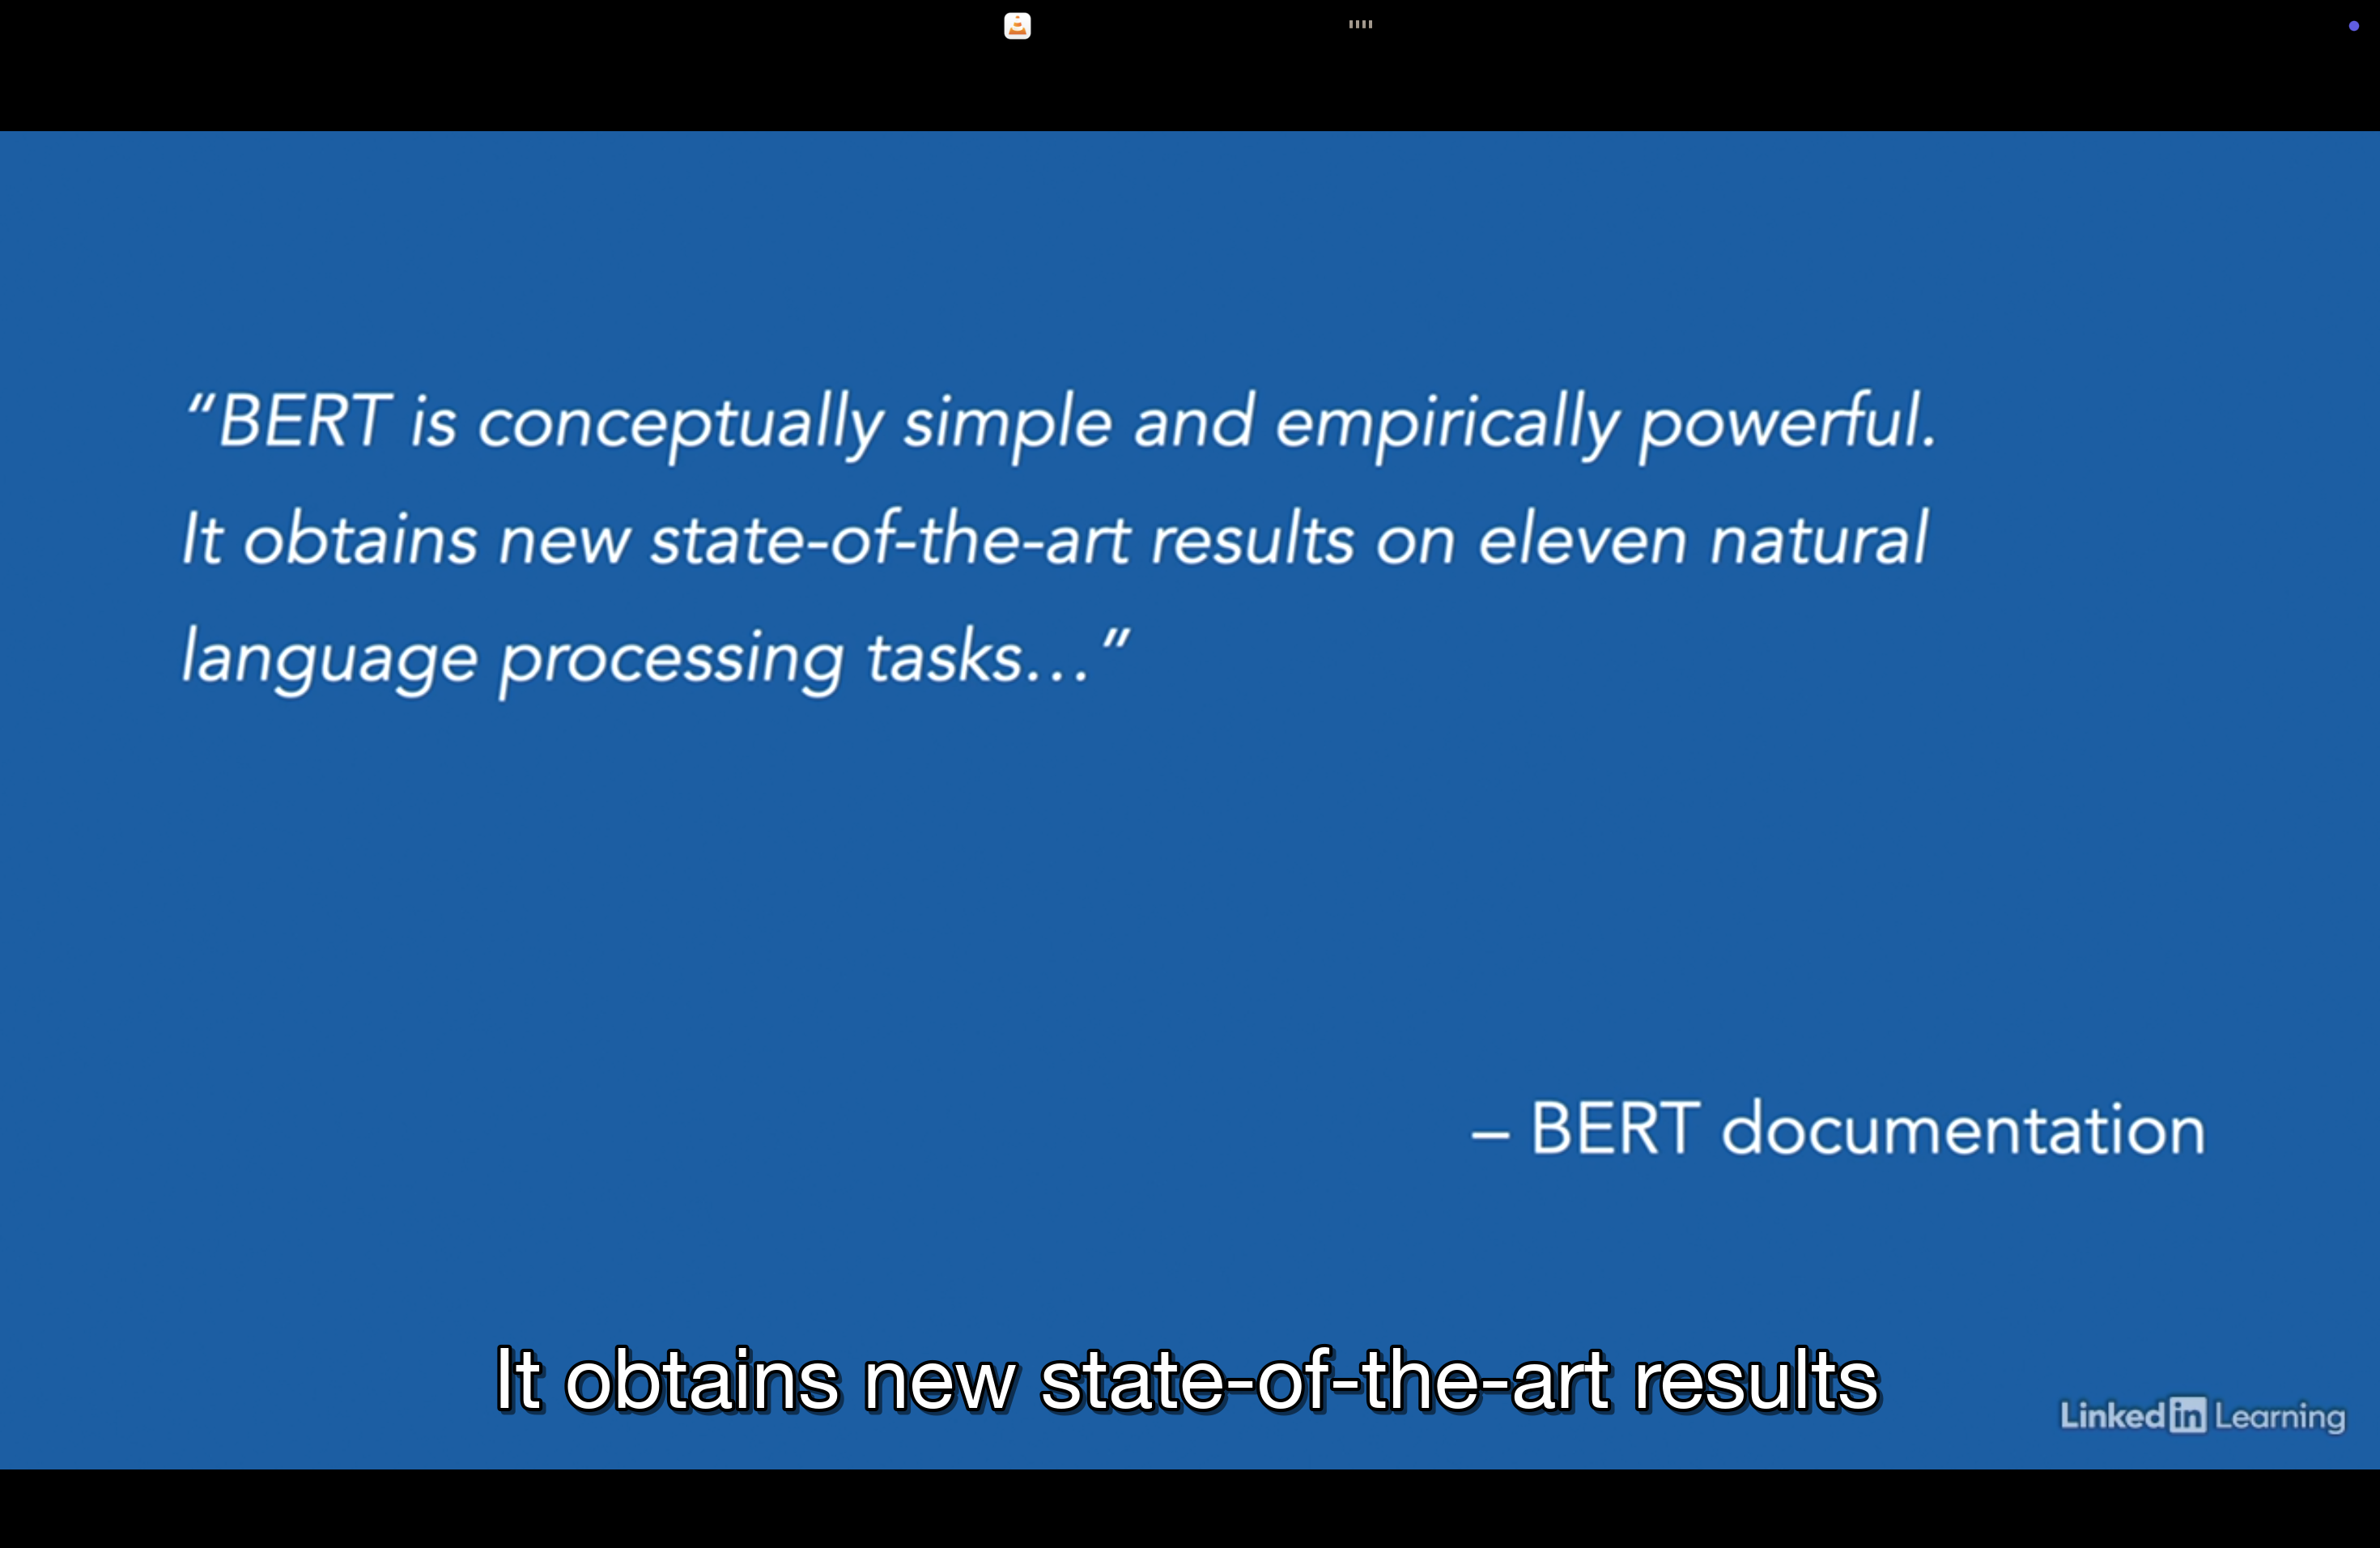 “BERT is conceptually simple and empirically powerful.
It obtains new state-of-the-art results on eleven natural
language processing tasks…”
– BERT documentation
It obtains new state-of-the-art results
Linked in Learning